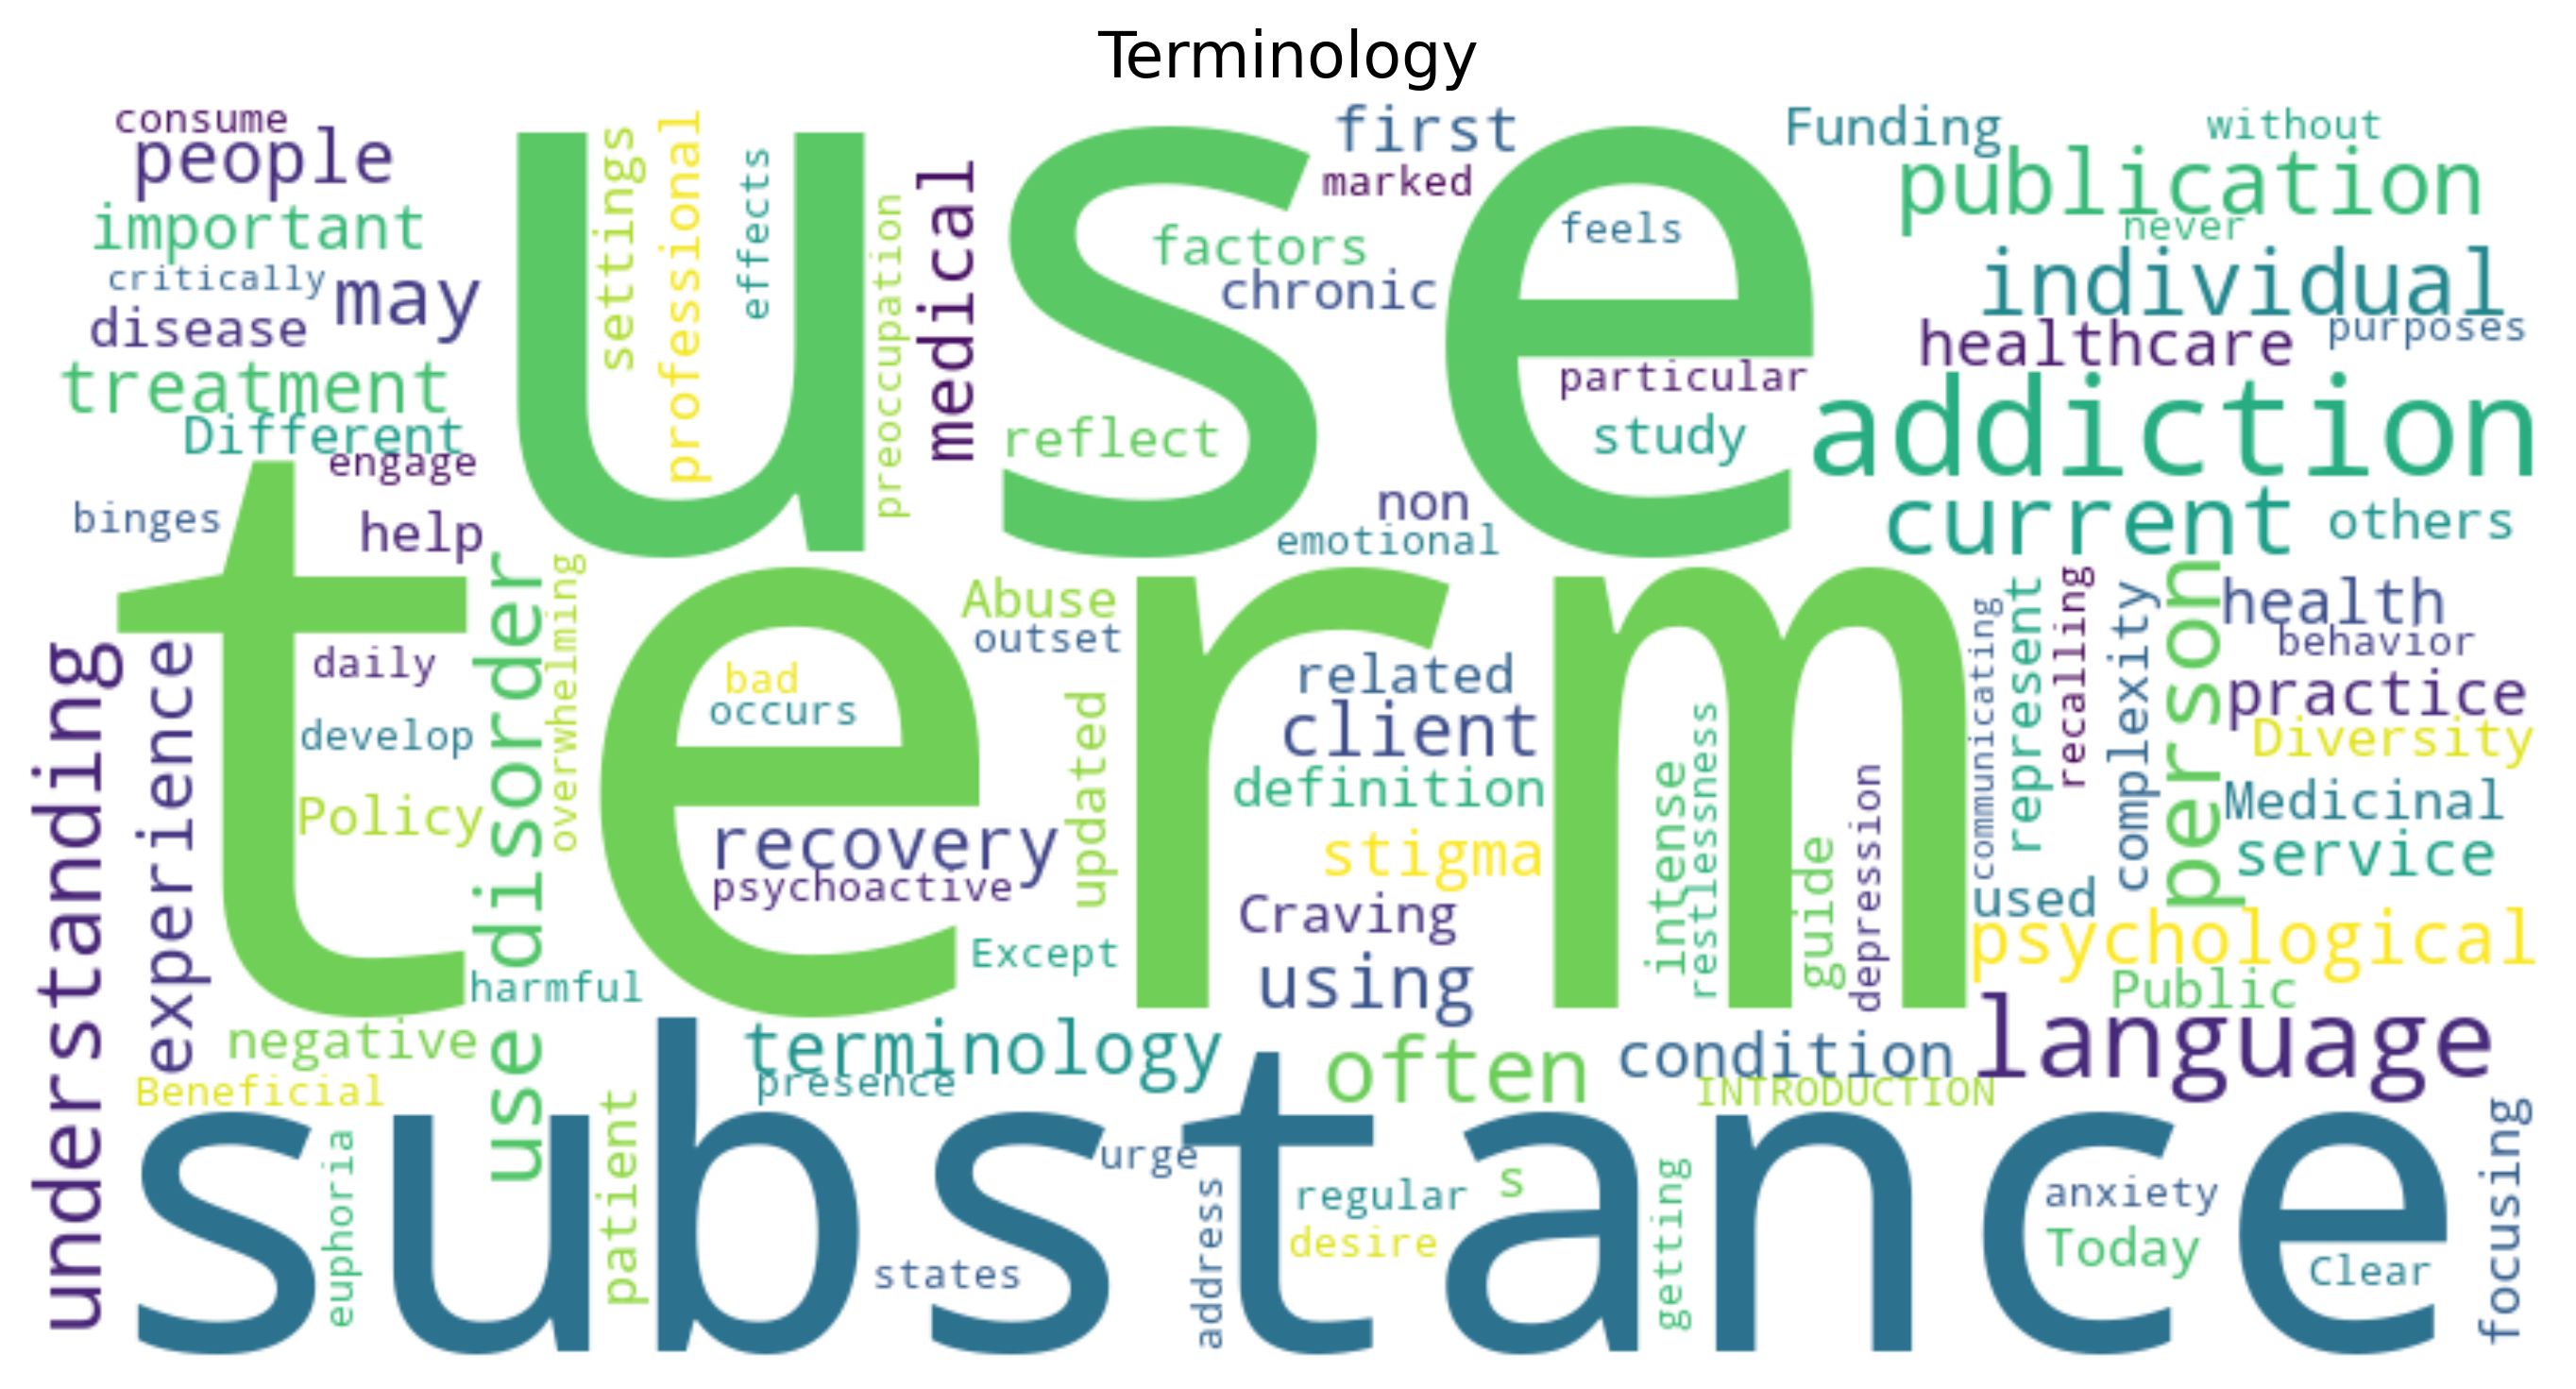 Terminology
consume
people
important
critically
may
disease
treatment
Different
engage
binges
help
use
settings
professional
effects
preoccupation
medical
first
marked
factors
chronic
reflect
feels
particular
study
non
emotional
Funding
without
publication
never
individual
healthcare
purposes
addiction
current
others
term
understanding
experience
daily
develop
Policy
use disorder
overwhelming
harmful
bad
occurs
recovery
psychoactive
Abuse
outset
updated
Except
related
client
definition
stigma
Craving
using
intense
restlessness
guide
depression
communicating
represent
recalling
complexity
person
health
behavior
practice
Diversity
Medicinal
service
used
psychological
Public
language
negative
Beneficial
terminology
presence
often
condition
INTRODUCTION
substance
euphoria
patient
states
urge
address
regular
s
desire
getting
anxiety
Today
Clear
focusing